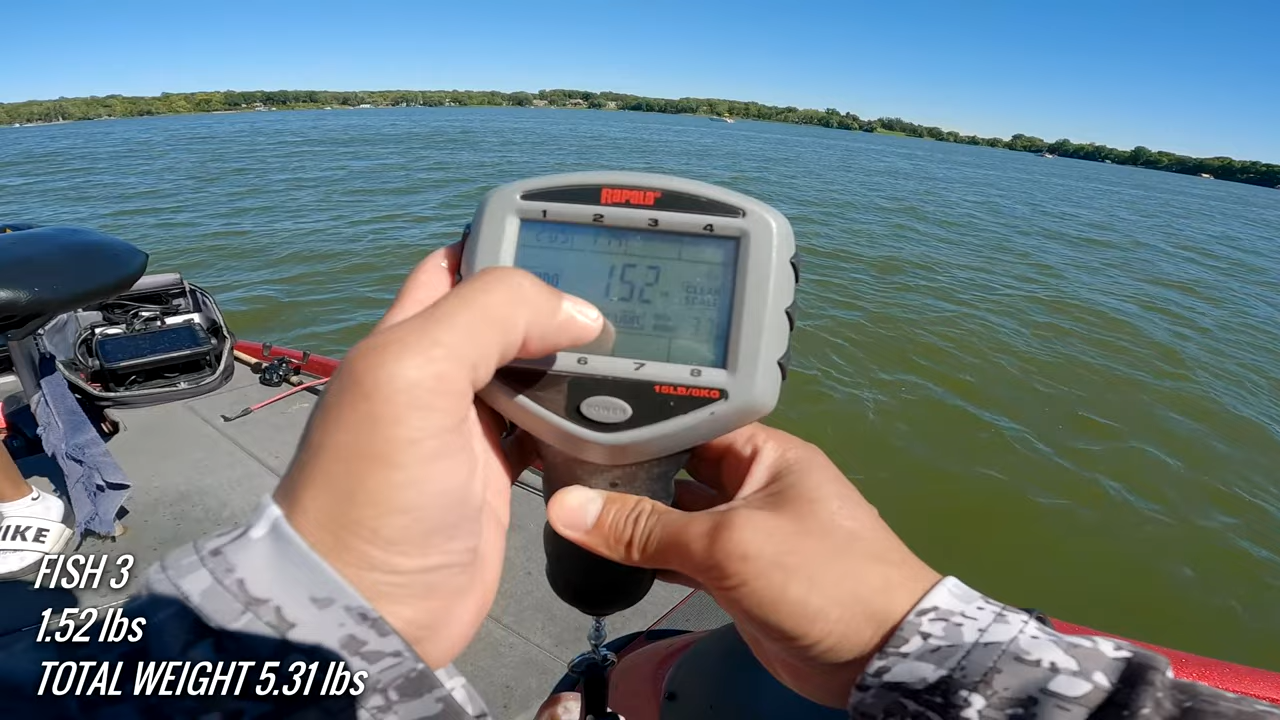 RAPALA
1 2 3 4
1.52
CLEAR
SCALE
6 7 8
15LB/6KG
NIKE
FISH 3
1.52 lbs
TOTAL WEIGHT 5.31 lbs